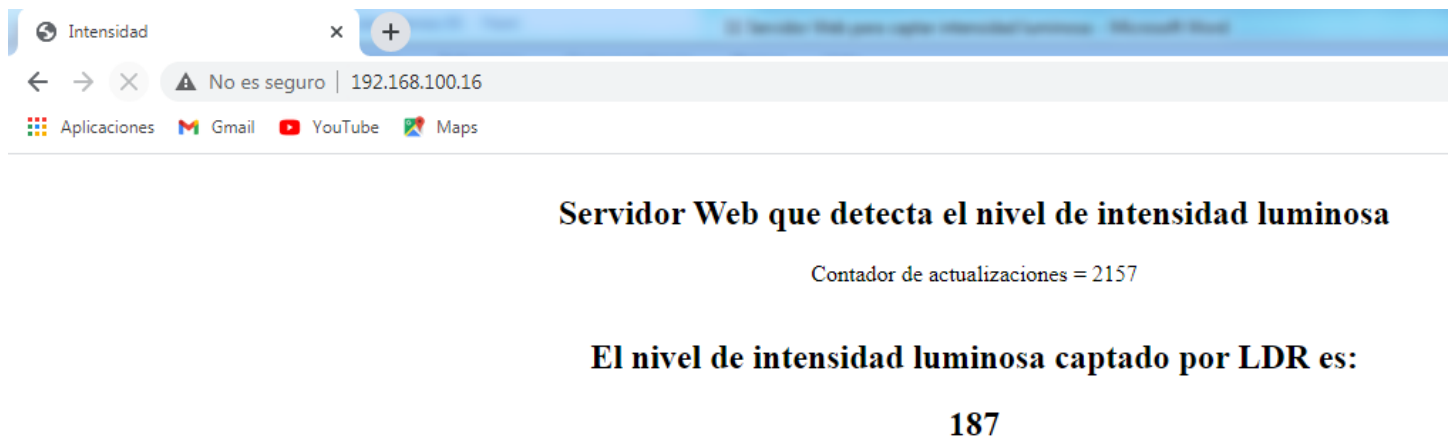 Intensidad
No es seguro | 192.168.100.16
Aplicaciones Gmail YouTube Maps
Servidor Web que detecta el nivel de intensidad luminosa
Contador de actualizaciones = 2157
El nivel de intensidad luminosa captado por LDR es:
187